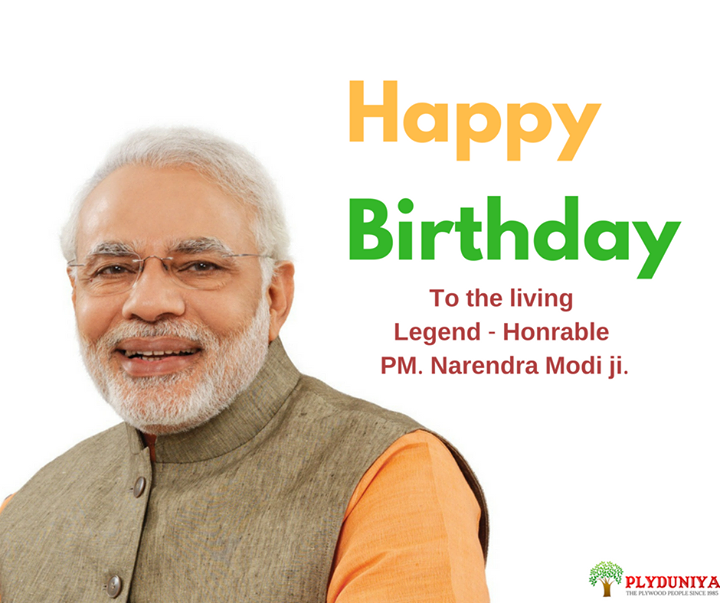 Happy
Birthday
To the living
Legend - Honrable
PM. Narendra Modi ji.
PLYDUNIYA
THE PLYWOOD PEOPLE SINCE 1985